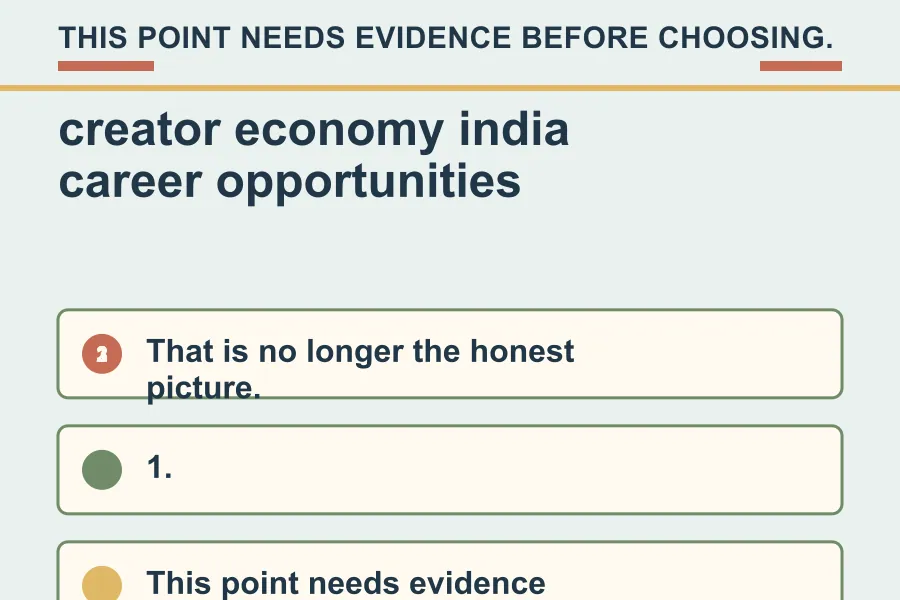 THIS POINT NEEDS EVIDENCE BEFORE CHOOSING.
creator economy india
career opportunities
That is no longer the honest
picture.
1.
This point needs evidence